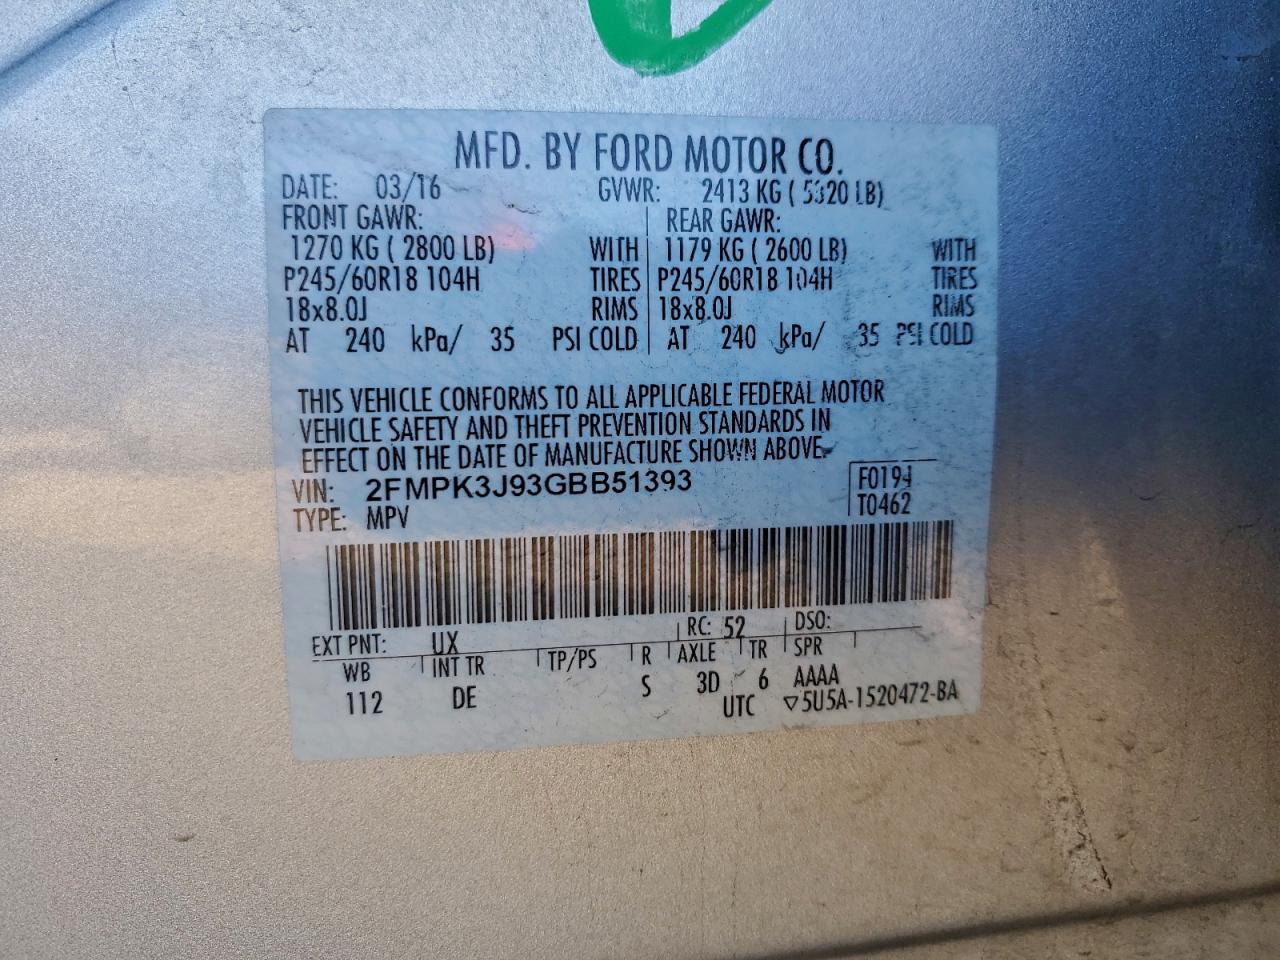 MFD. BY FORD MOTOR CO.
DATE: 03/16 GVWR: 2413 KG ( 5320 LB)
FRONT GAWR: REAR GAWR:
1270 KG ( 2800 LB) WITH 1179 KG ( 2600 LB) WITH
P245/60R18 104H TIRES P245/60R18 104H TIRES
18x8.0J RIMS 18x8.0J RIMS
AT 240 kPa/ 35 PSI COLD AT 240 kPa/ 35 PSI COLD
THIS VEHICLE CONFORMS TO ALL APPLICABLE FEDERAL MOTOR
VEHICLE SAFETY AND THEFT PREVENTION STANDARDS IN
EFFECT ON THE DATE OF MANUFACTURE SHOWN ABOVE.
VIN: 2FMPK3J93GBB51393 F0194
TYPE: MPV T0462
EXT PNT: UX RC: 52 DSO:
WB INT TR TP/PS R AXLE TR SPR
112 DE S 3D 6 AAAA
UTC ▽5U5A-1520472-BA